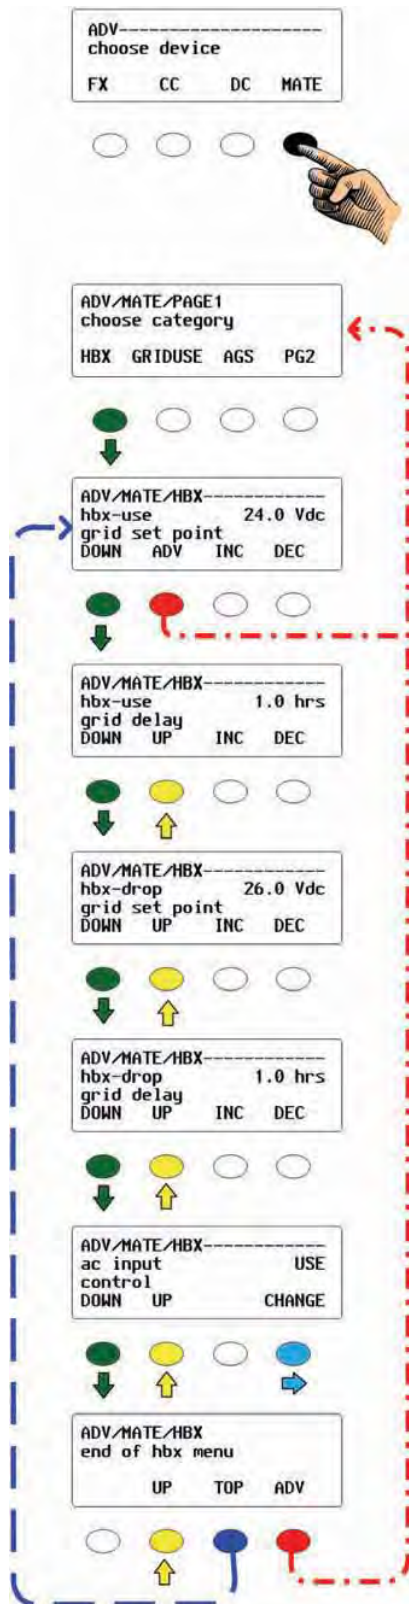 ADV---------------------
choose device
FX CC DC MATE
ADV/MATE/PAGE1
choose category
HBX GRIDUSE AGS PG2
ADV/MATE/HBX------------
hbx-use 24.0 Vdc
grid set point
DOWN ADV INC DEC
ADV/MATE/HBX------------
hbx-use 1.0 hrs
grid delay
DOWN UP INC DEC
ADV/MATE/HBX------------
hbx-drop 26.0 Vdc
grid set point
DOWN UP INC DEC
ADV/MATE/HBX------------
hbx-drop 1.0 hrs
grid delay
DOWN UP INC DEC
ADV/MATE/HBX------------
ac input USE
control
DOWN UP CHANGE
ADV/MATE/HBX
end of hbx menu
UP TOP ADV